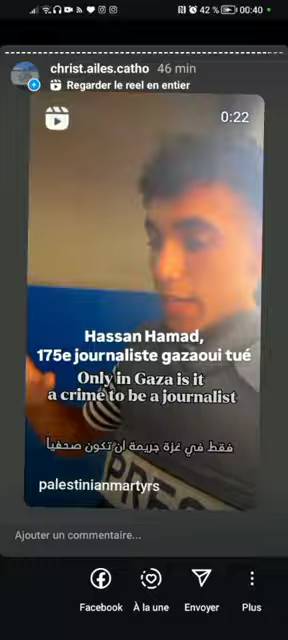 42 % 00:40
christ.ailes.catho 46 min
Regarder le reel en entier
0:22
Hassan Hamad,
175e journaliste gazaoui tué
Only in Gaza is it
a crime to be a journalist
فقط في غزة جريمة ان تكون صحفياً
PRESS
palestinianmartyrs
Ajouter un commentaire...
Facebook À la une Envoyer Plus